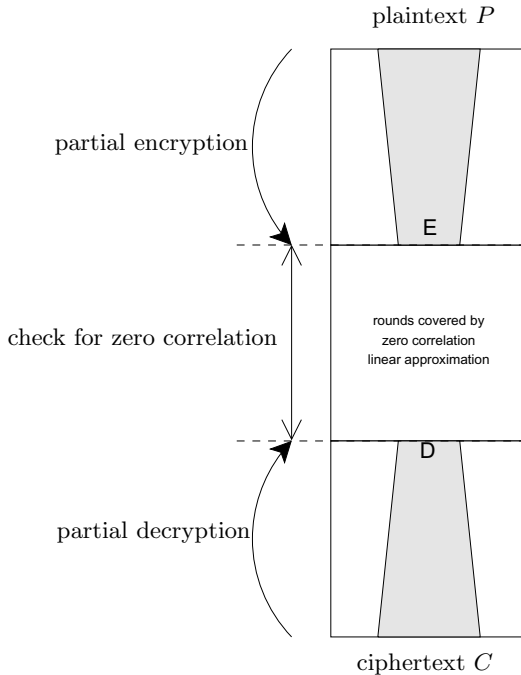 plaintext P
partial encryption
E
check for zero correlation
rounds covered by
zero correlation
linear approximation
D
partial decryption
ciphertext C